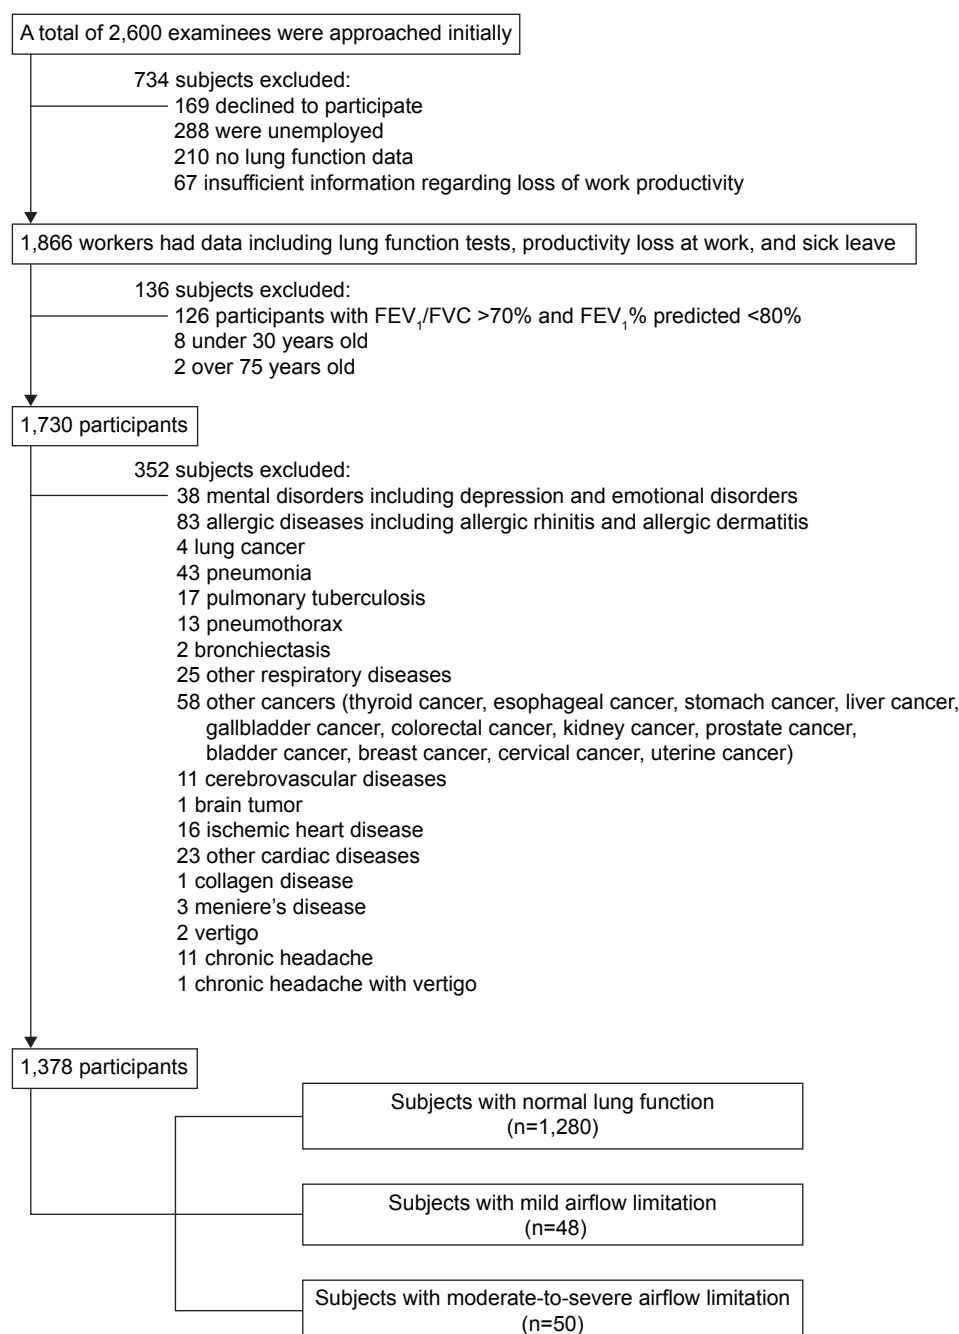 A total of 2,600 examinees were approached initially
734 subjects excluded:
169 declined to participate
288 were unemployed
210 no lung function data
67 insufficient information regarding loss of work productivity
1,866 workers had data including lung function tests, productivity loss at work, and sick leave
136 subjects excluded:
126 participants with FEV₁/FVC >70% and FEV₁% predicted <80%
8 under 30 years old
2 over 75 years old
1,730 participants
352 subjects excluded:
38 mental disorders including depression and emotional disorders
83 allergic diseases including allergic rhinitis and allergic dermatitis
4 lung cancer
43 pneumonia
17 pulmonary tuberculosis
13 pneumothorax
2 bronchiectasis
25 other respiratory diseases
58 other cancers (thyroid cancer, esophageal cancer, stomach cancer, liver cancer,
gallbladder cancer, colorectal cancer, kidney cancer, prostate cancer,
bladder cancer, breast cancer, cervical cancer, uterine cancer)
11 cerebrovascular diseases
1 brain tumor
16 ischemic heart disease
23 other cardiac diseases
1 collagen disease
3 meniere's disease
2 vertigo
11 chronic headache
1 chronic headache with vertigo
1,378 participants
Subjects with normal lung function
(n=1,280)
Subjects with mild airflow limitation
(n=48)
Subjects with moderate-to-severe airflow limitation
(n=50)